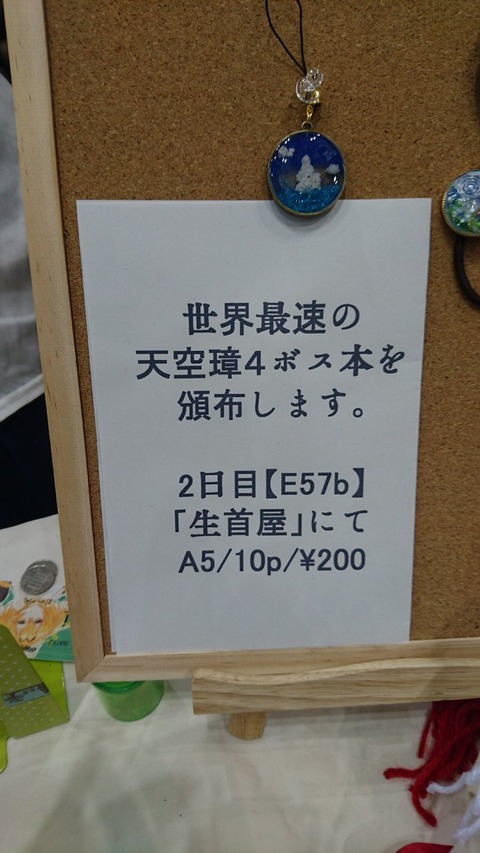 世界最速の
天空璋4ボス本を
頒布します。
2日目【E57b】
「生首屋」にて
A5/10p/¥200